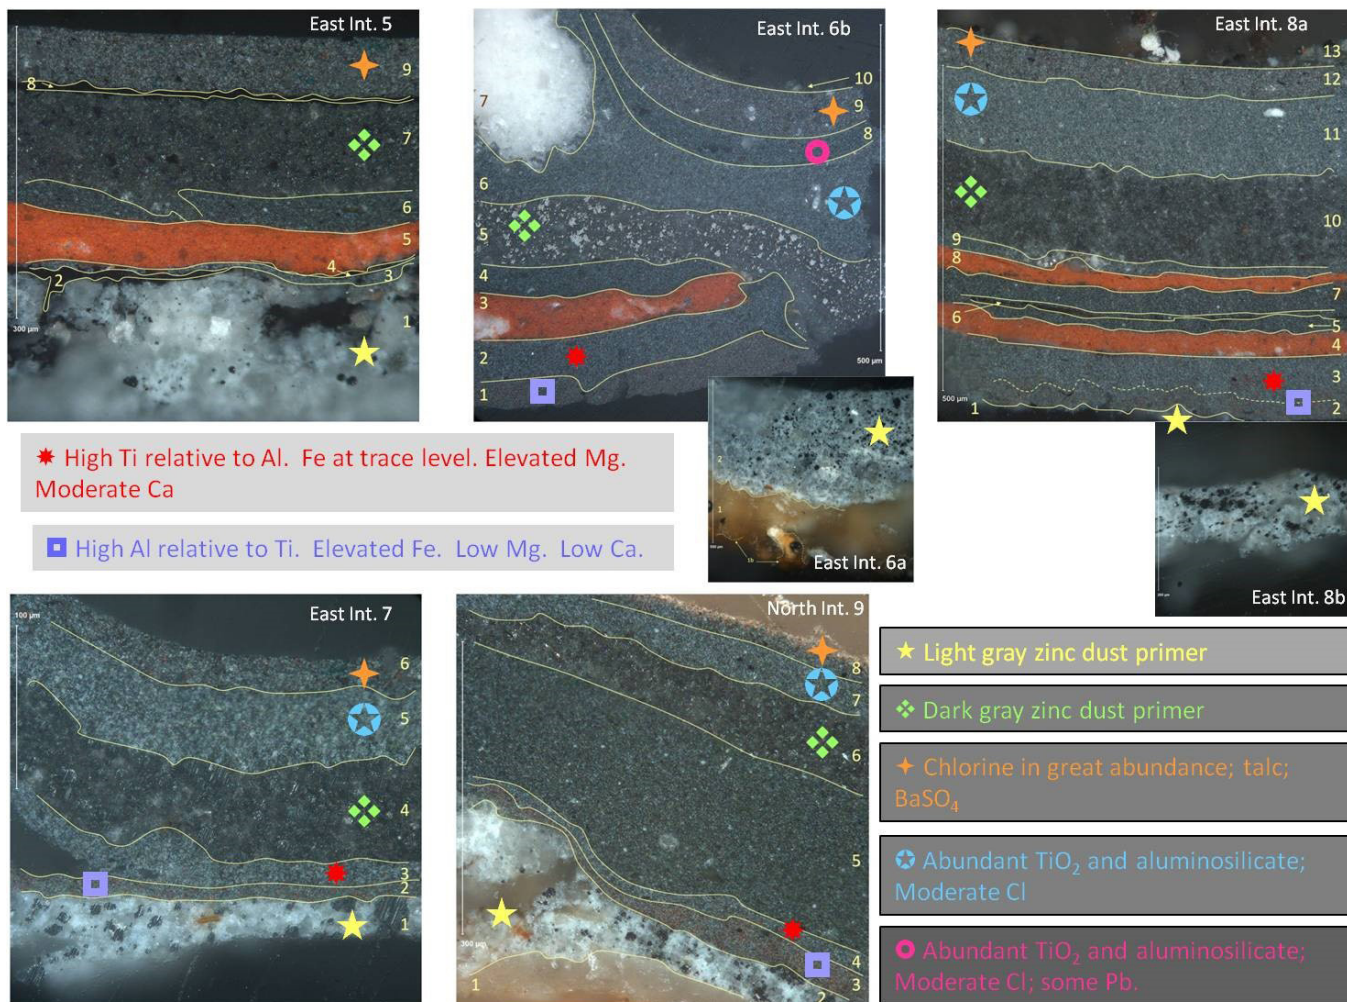 East Int. 5
9
8
7
6
5
4
3
2
1
300 μm
East Int. 6b
10
9
8
7
6
5
4
3
2
1
500 μm
East Int. 8a
13
12
11
10
9
8
7
6
5
4
3
2
1
500 μm
High Ti relative to Al. Fe at trace level. Elevated Mg.
Moderate Ca
High Al relative to Ti. Elevated Fe. Low Mg. Low Ca.
2
1
1b
East Int. 6a
East Int. 8b
East Int. 7
100 μm
6
5
4
3
2
1
North Int. 9
8
7
6
5
4
3
2
1
300 μm
Light gray zinc dust primer
Dark gray zinc dust primer
Chlorine in great abundance; talc;
BaSO₄
Abundant TiO₂ and aluminosilicate;
Moderate Cl
Abundant TiO₂ and aluminosilicate;
Moderate Cl; some Pb.